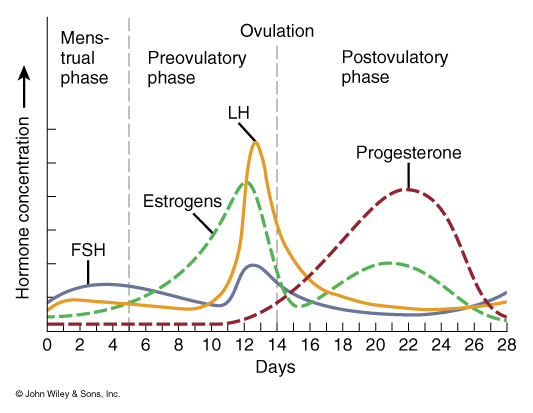 Mens-
trual
phase
Preovulatory
phase
Ovulation
Postovulatory
phase
LH
Progesterone
Estrogens
FSH
Hormone concentration
0 2 4 6 8 10 12 14 16 18 20 22 24 26 28
Days
© John Wiley & Sons, Inc.